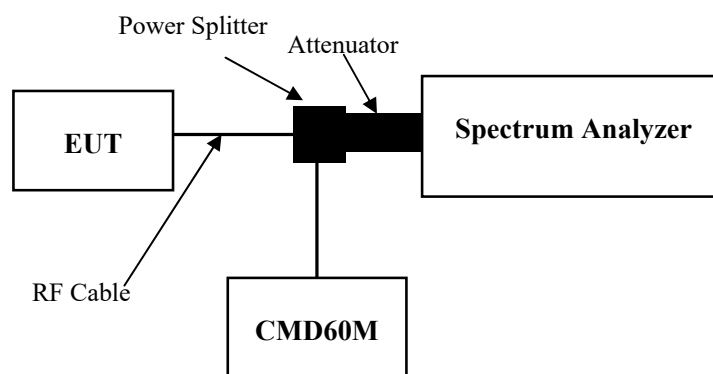 Power Splitter
Attenuator
EUT
Spectrum Analyzer
RF Cable
CMD60M